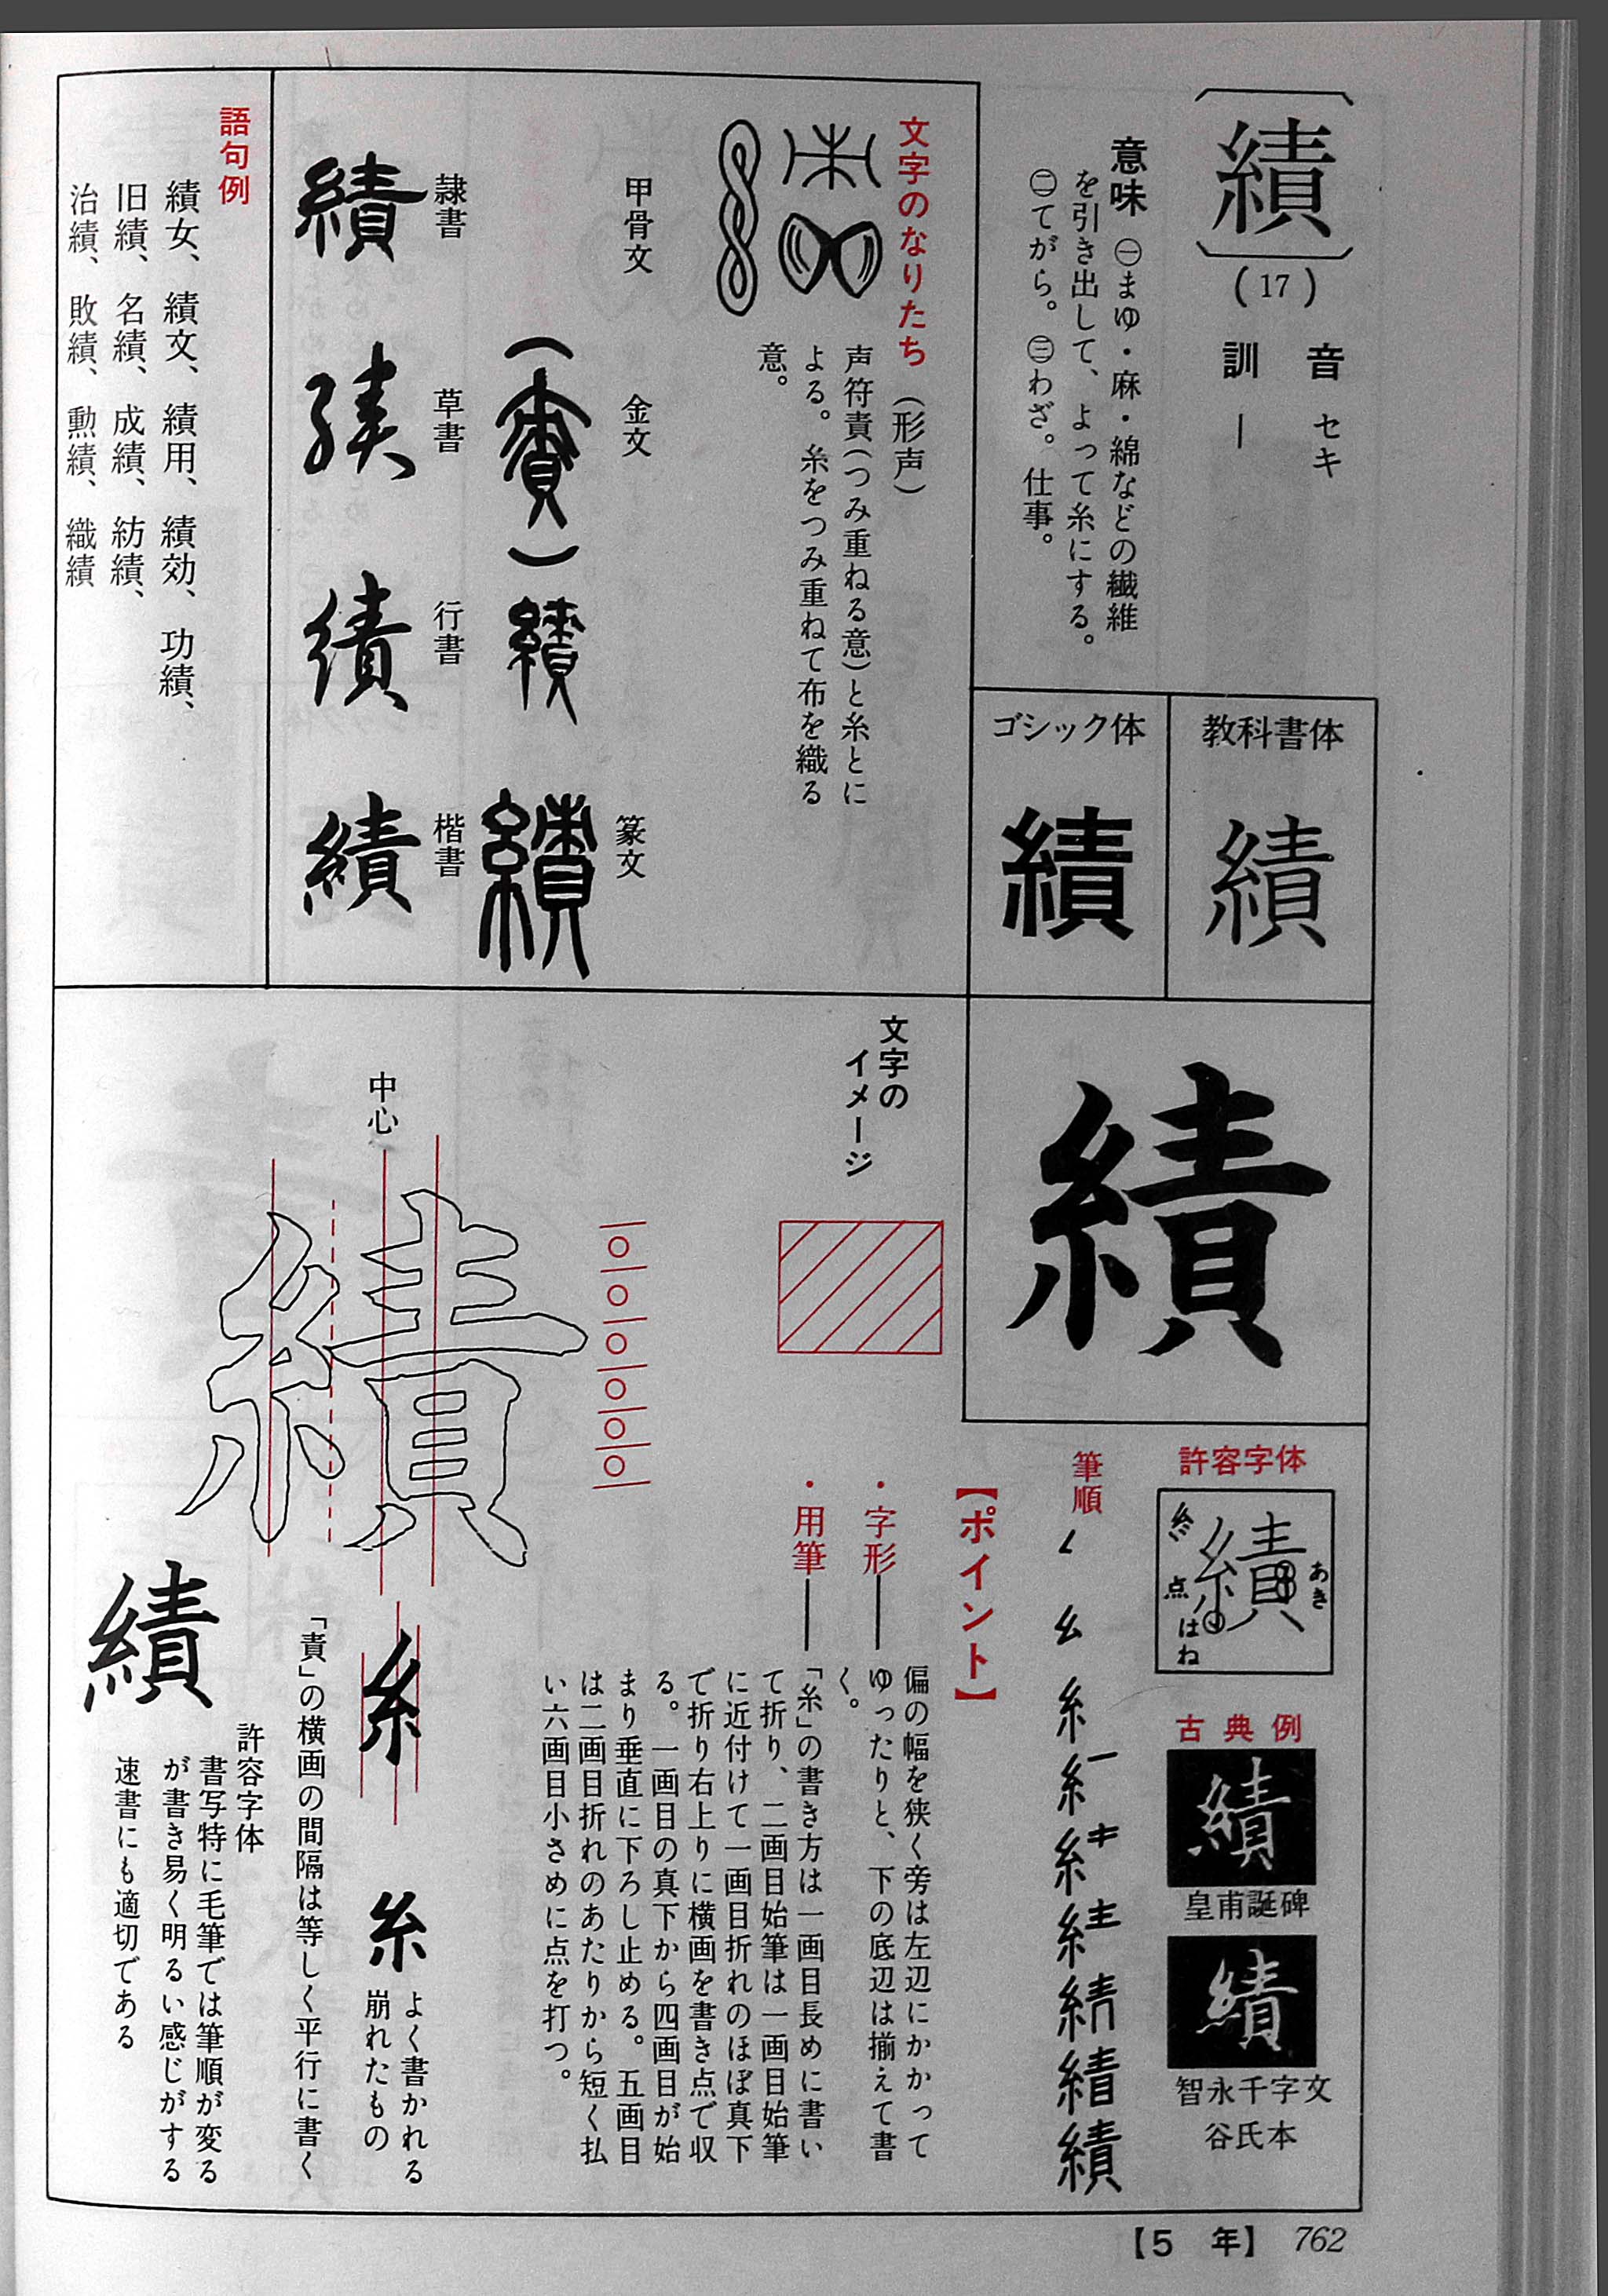 績
(17)
音 セキ
訓 ―
意味 ㊀まゆ・麻・綿などの繊維
を引き出して、よって糸にする。
㊁てがら。㊂わざ。仕事。
教科書体
績
ゴシック体
績
文字のなりたち(形声)
声符責(つみ重ねる意)と糸とに
よる。糸をつみ重ねて布を織る
意。
甲骨文
金文
篆文
(責)
績
績
隷書
草書
行書
楷書
績
績
績
績
語句例
績女、績文、績用、績効、功績、
旧績、名績、成績、紡績、
治績、敗績、勲績、織績
績
許容字体
績
あき
糸
点
はね
古典例
績
皇甫誕碑
績
智永千字文
谷氏本
筆順
【ポイント】
・字形―偏の幅を狭く旁は左辺にかかって
ゆったりと、下の底辺は揃えて書
く。
・用筆―「糸」の書き方は一画目長めに書い
て折り、二画目始筆は一画目始筆
に近付けて一画目折れのほぼ真下
で折り右上りに横画を書き点で収
る。一画目の真下から四画目が始
まり垂直に下ろし止める。五画目
は二画目折れのあたりから短く払
い六画目小さめに点を打つ。
文字の
イメージ
中心
績
糸
糸
よく書かれる
崩れたもの
「責」の横画の間隔は等しく平行に書く
許容字体
書写特に毛筆では筆順が変る
が書き易く明るい感じがする
速書にも適切である
績
【5 年】 762